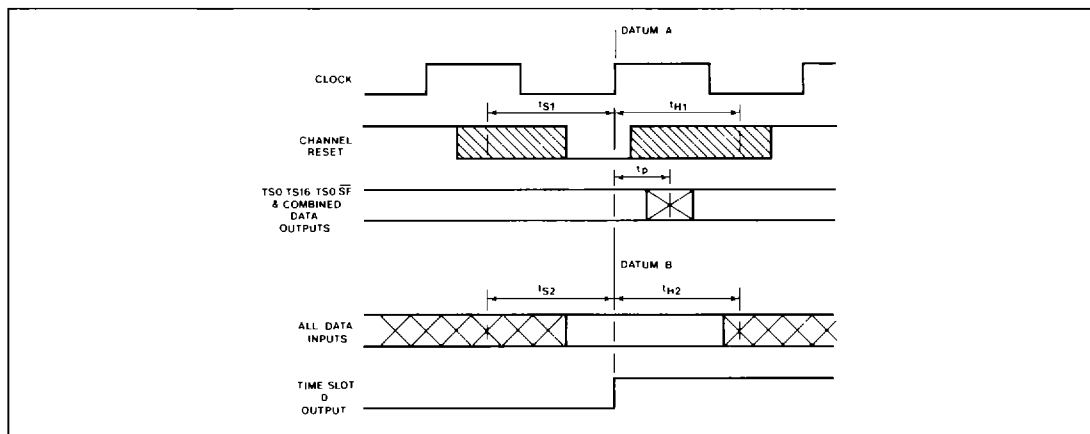 DATUM A
CLOCK
tS1
tH1
CHANNEL
RESET
tp
TS0 TS16 TS0 SF
& COMBINED
DATA
OUTPUTS
DATUM B
tS2
tH2
ALL DATA
INPUTS
TIME SLOT
D
OUTPUT